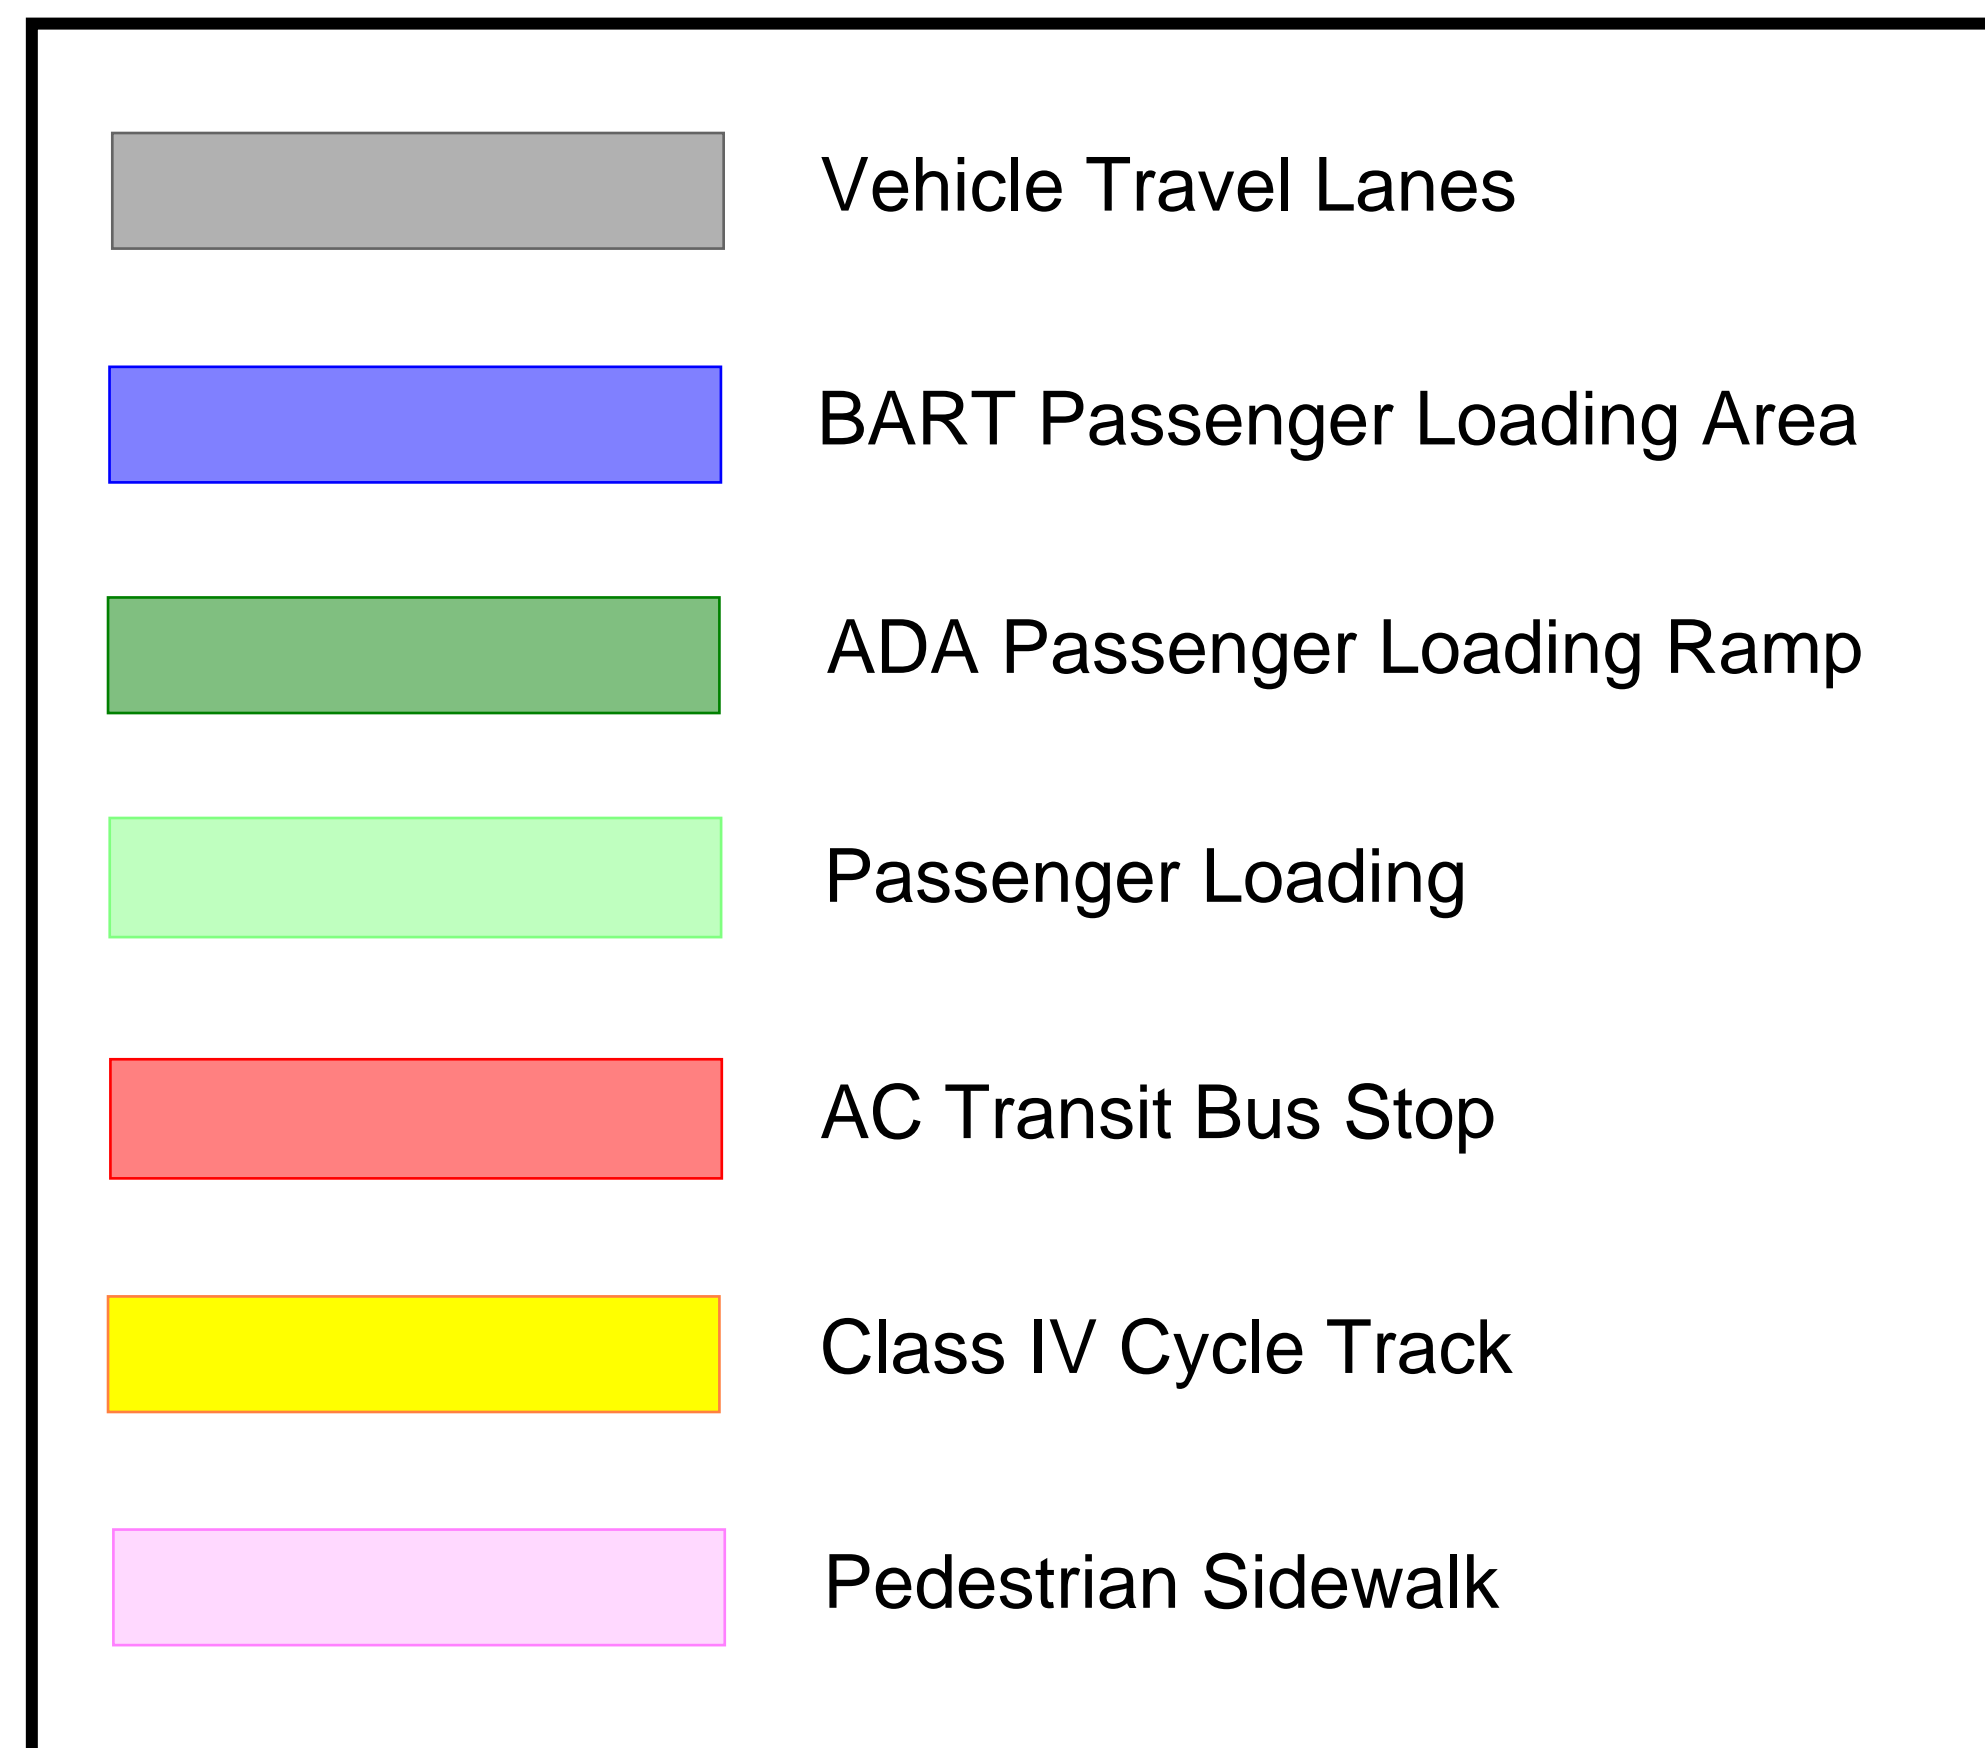 Vehicle Travel Lanes
BART Passenger Loading Area
ADA Passenger Loading Ramp
Passenger Loading
AC Transit Bus Stop
Class IV Cycle Track
Pedestrian Sidewalk